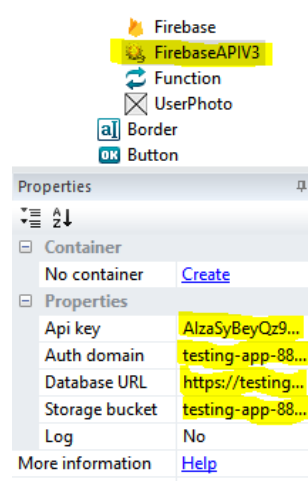 Firebase
FirebaseAPIV3
Function
UserPhoto
aI Border
OK Button
Properties
Container
No container Create
Properties
Api key AIzaSyBeyQz9...
Auth domain testing-app-88...
Database URL https://testing...
Storage bucket testing-app-88...
Log No
More information Help